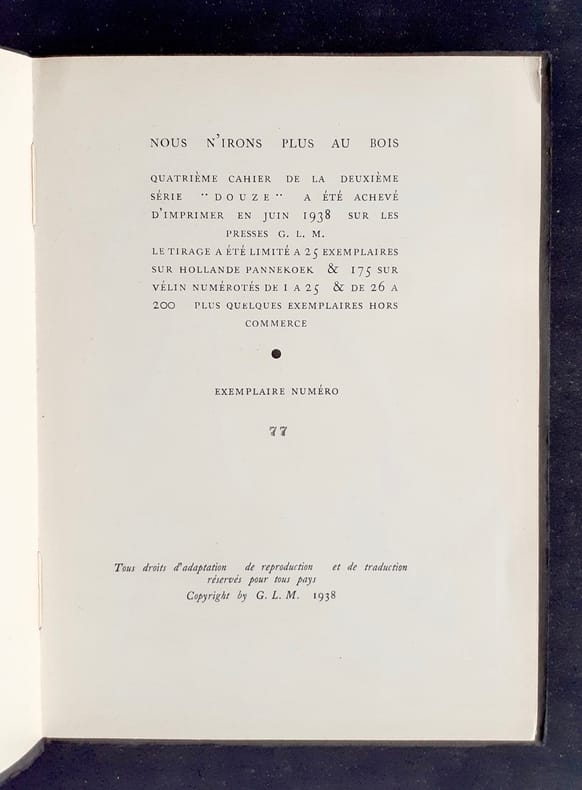 NOUS N'IRONS PLUS AU BOIS
QUATRIÈME CAHIER DE LA DEUXIÈME
SÉRIE " DOUZE " A ÉTÉ ACHEVÉ
D'IMPRIMER EN JUIN 1938 SUR LES
PRESSES G. L. M.
LE TIRAGE A ÉTÉ LIMITÉ A 25 EXEMPLAIRES
SUR HOLLANDE PANNEKOEK & 175 SUR
VÉLIN NUMÉROTÉS DE 1 A 25 & DE 26 A
200 PLUS QUELQUES EXEMPLAIRES HORS
COMMERCE
EXEMPLAIRE NUMÉRO
77
Tous droits d'adaptation de reproduction et de traduction
réservés pour tous pays
Copyright by G. L. M. 1938